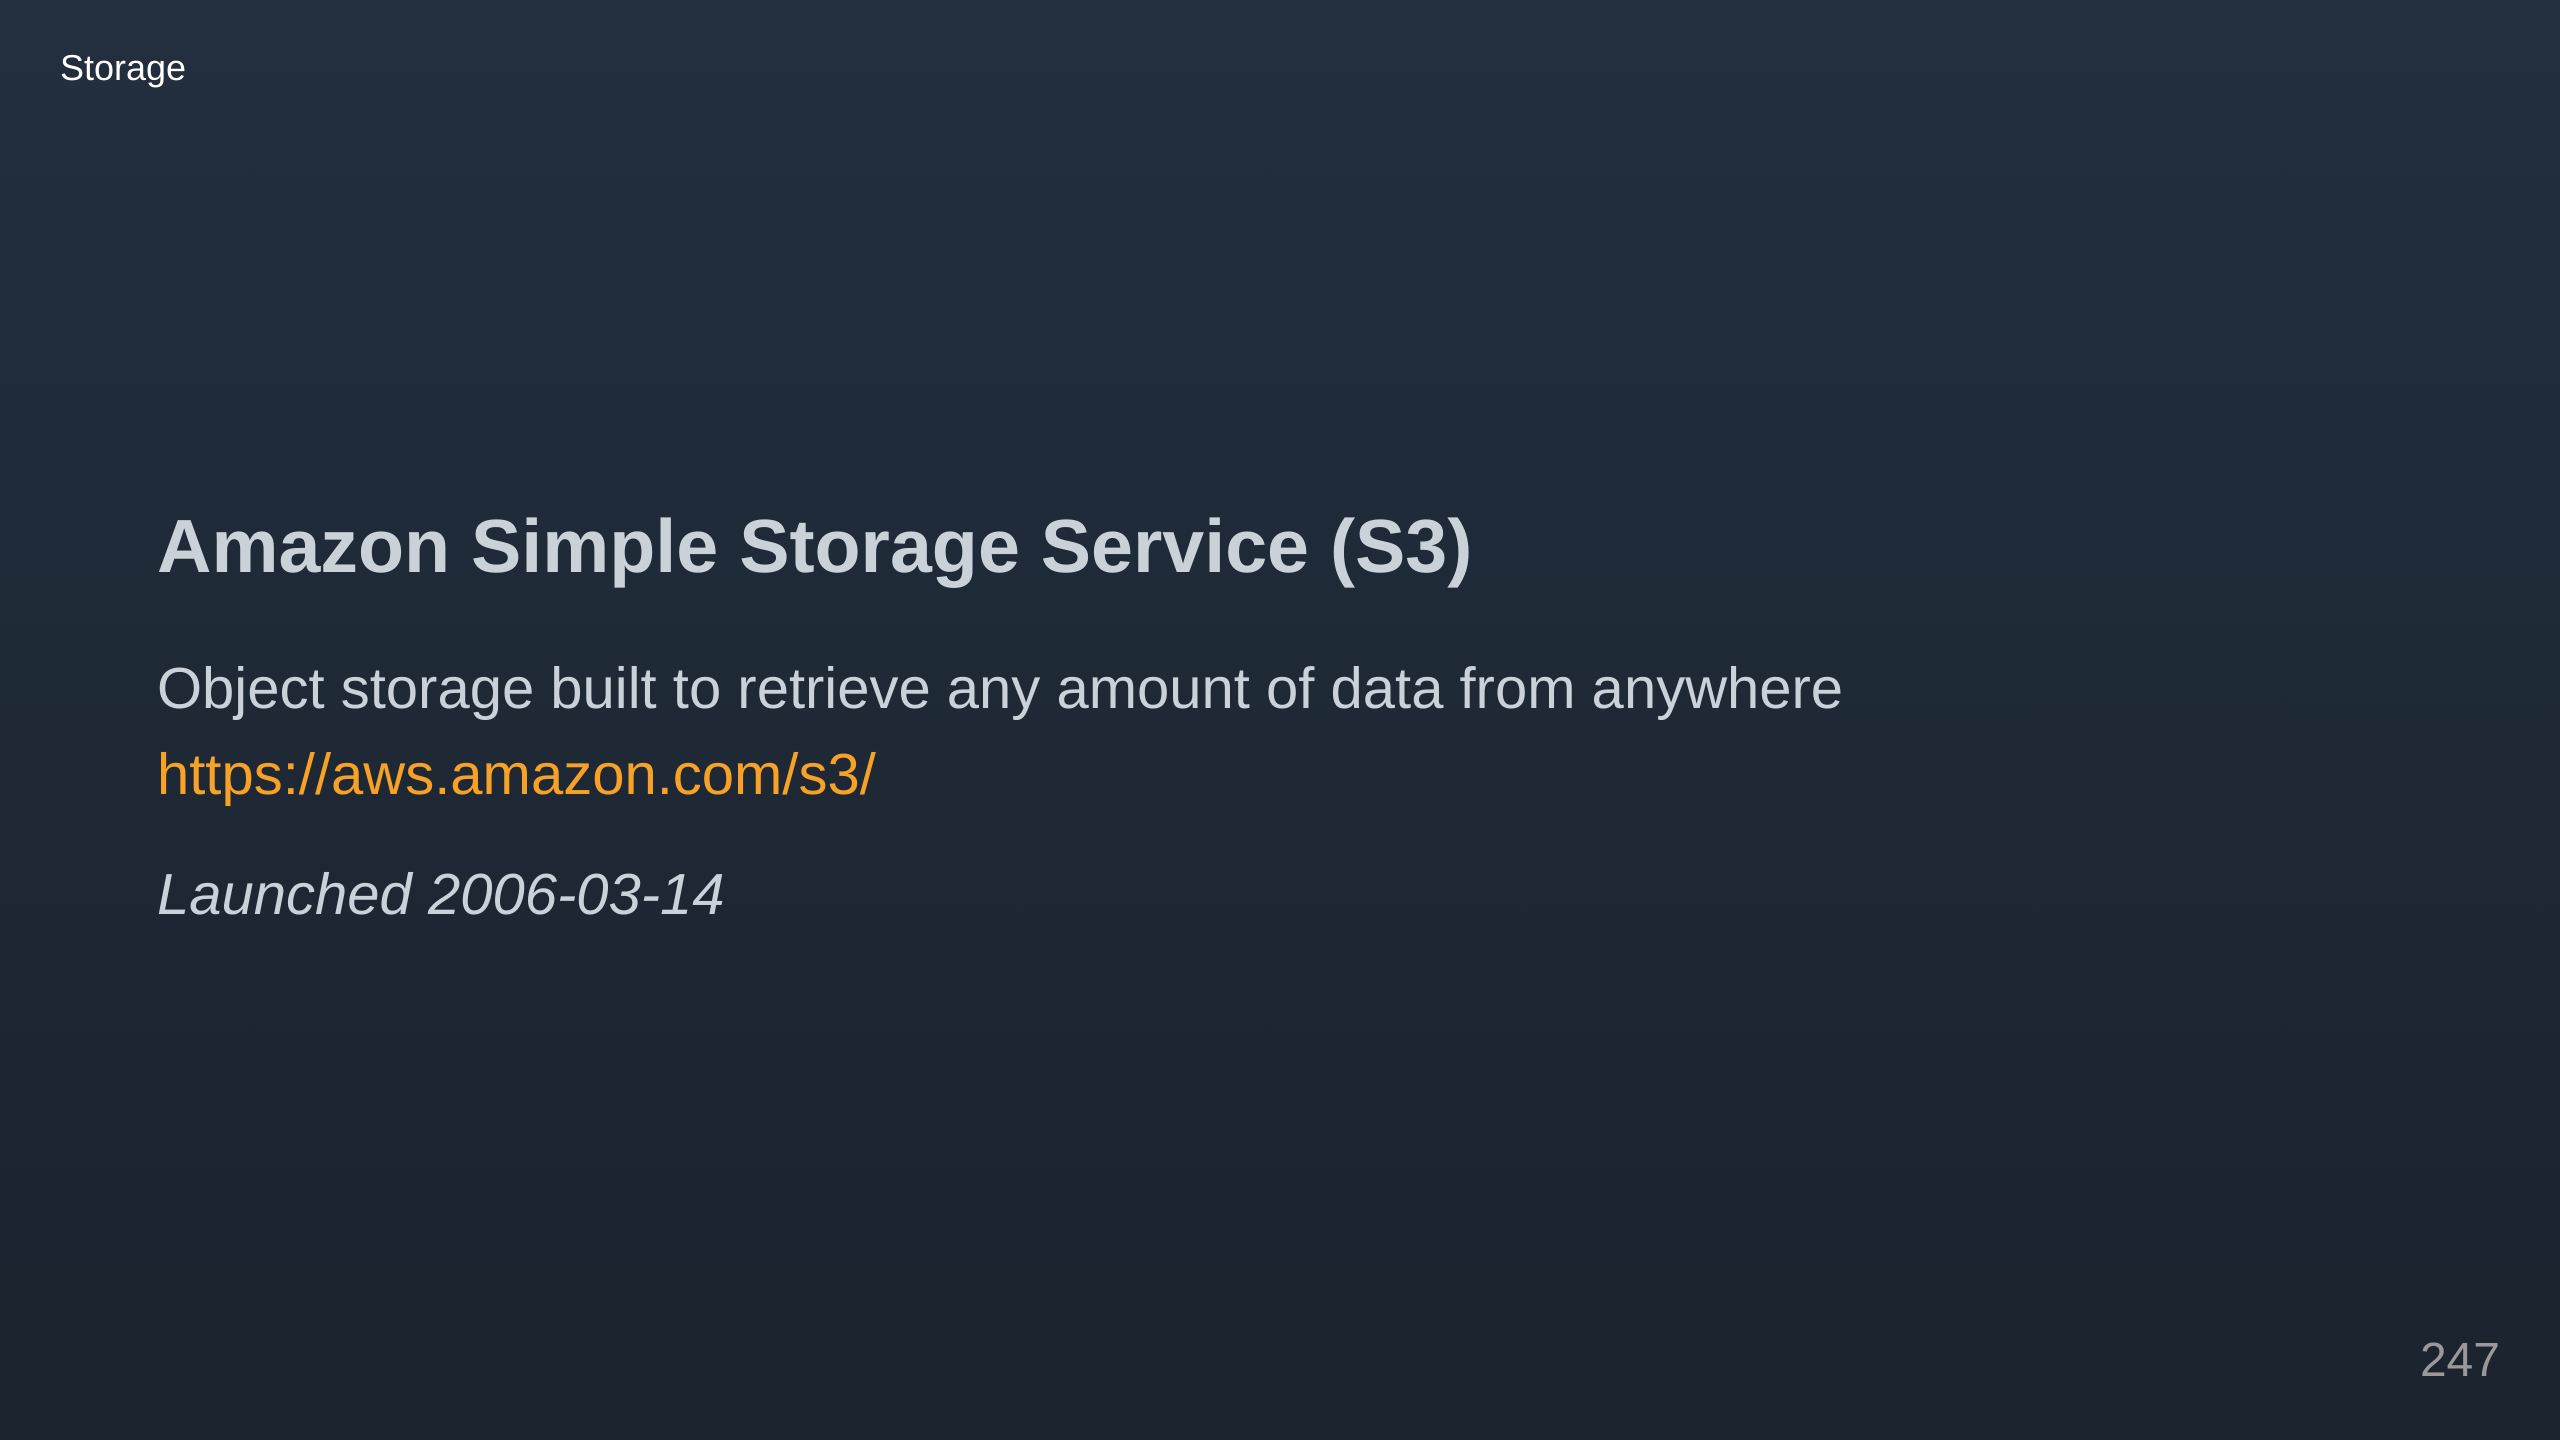 Storage
Amazon Simple Storage Service (S3)
Object storage built to retrieve any amount of data from anywhere
https://aws.amazon.com/s3/
Launched 2006-03-14
247